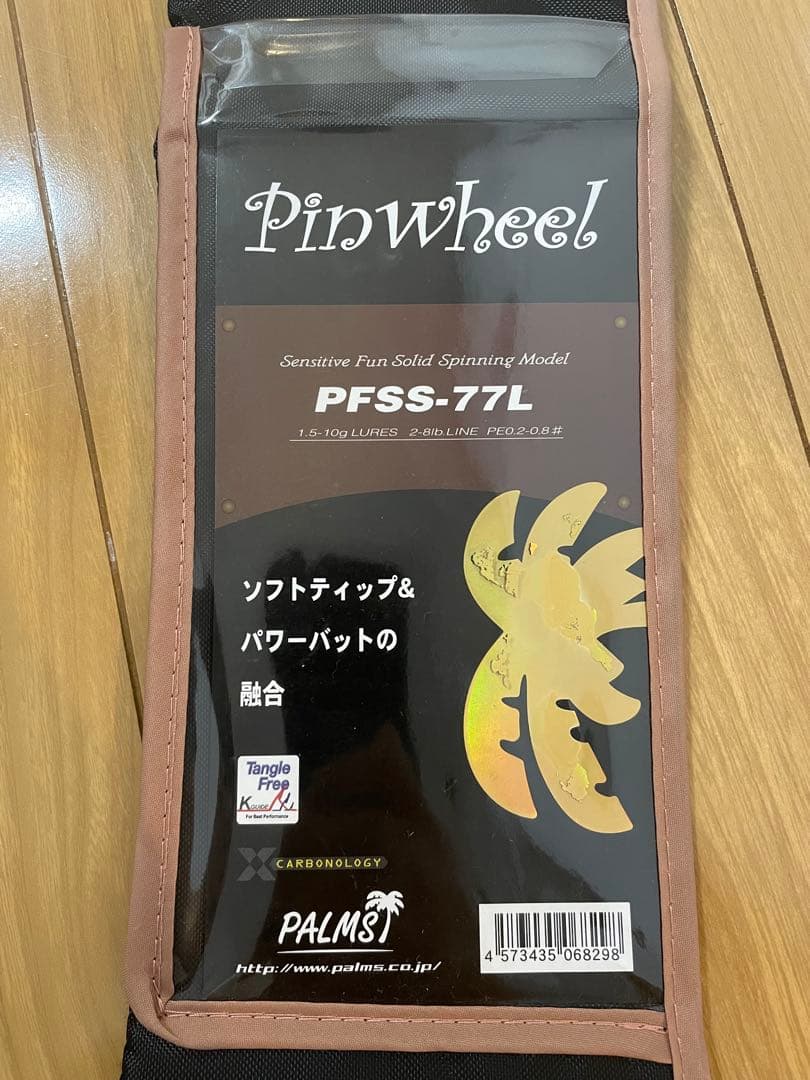 Pinwheel
Sensitive Fun Solid Spinning Model
PFSS-77L
1.5-10g LURES 2-8lb.LINE PE0.2-0.8#
ソフトティップ&
パワーバットの
融合
Tangle
Free
K GUIDE
For Best Performance
X CARBONOLOGY
PALMS
http://www.palms.co.jp/
4 573435 068298